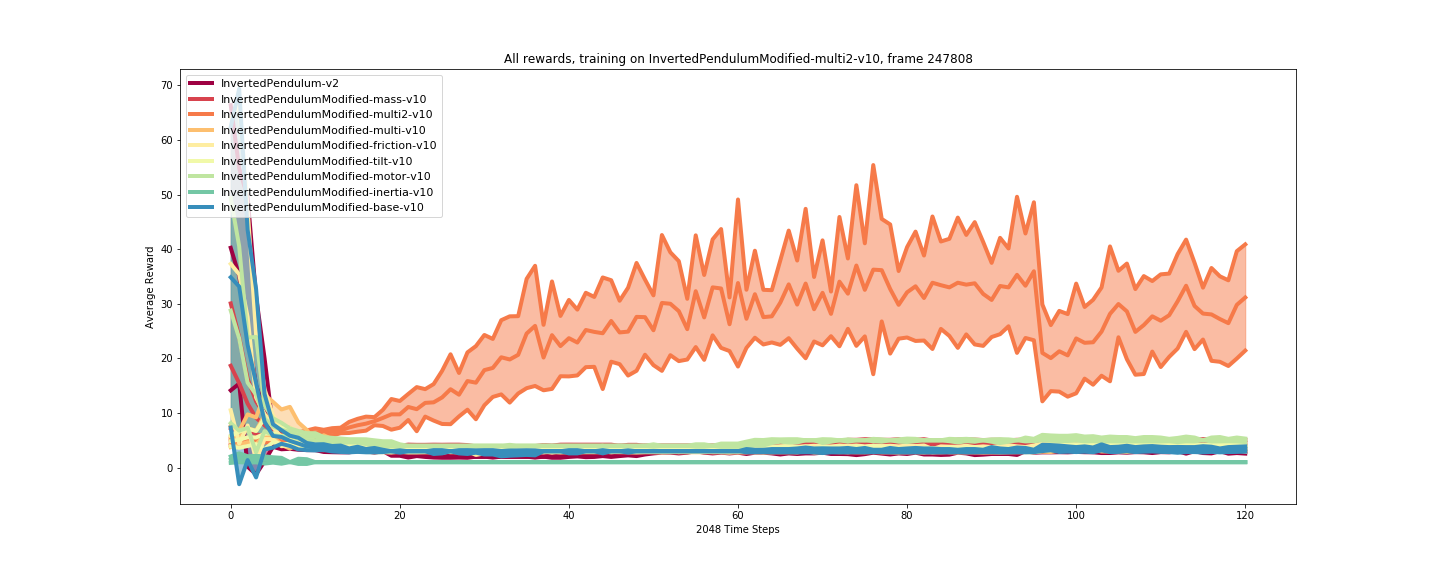 All rewards, training on InvertedPendulumModified-multi2-v10, frame 247808
InvertedPendulum-v2
InvertedPendulumModified-mass-v10
InvertedPendulumModified-multi2-v10
InvertedPendulumModified-multi-v10
InvertedPendulumModified-friction-v10
InvertedPendulumModified-tilt-v10
InvertedPendulumModified-motor-v10
InvertedPendulumModified-inertia-v10
InvertedPendulumModified-base-v10
Average Reward
70
60
50
40
30
20
10
0
0 20 40 60 80 100 120
2048 Time Steps